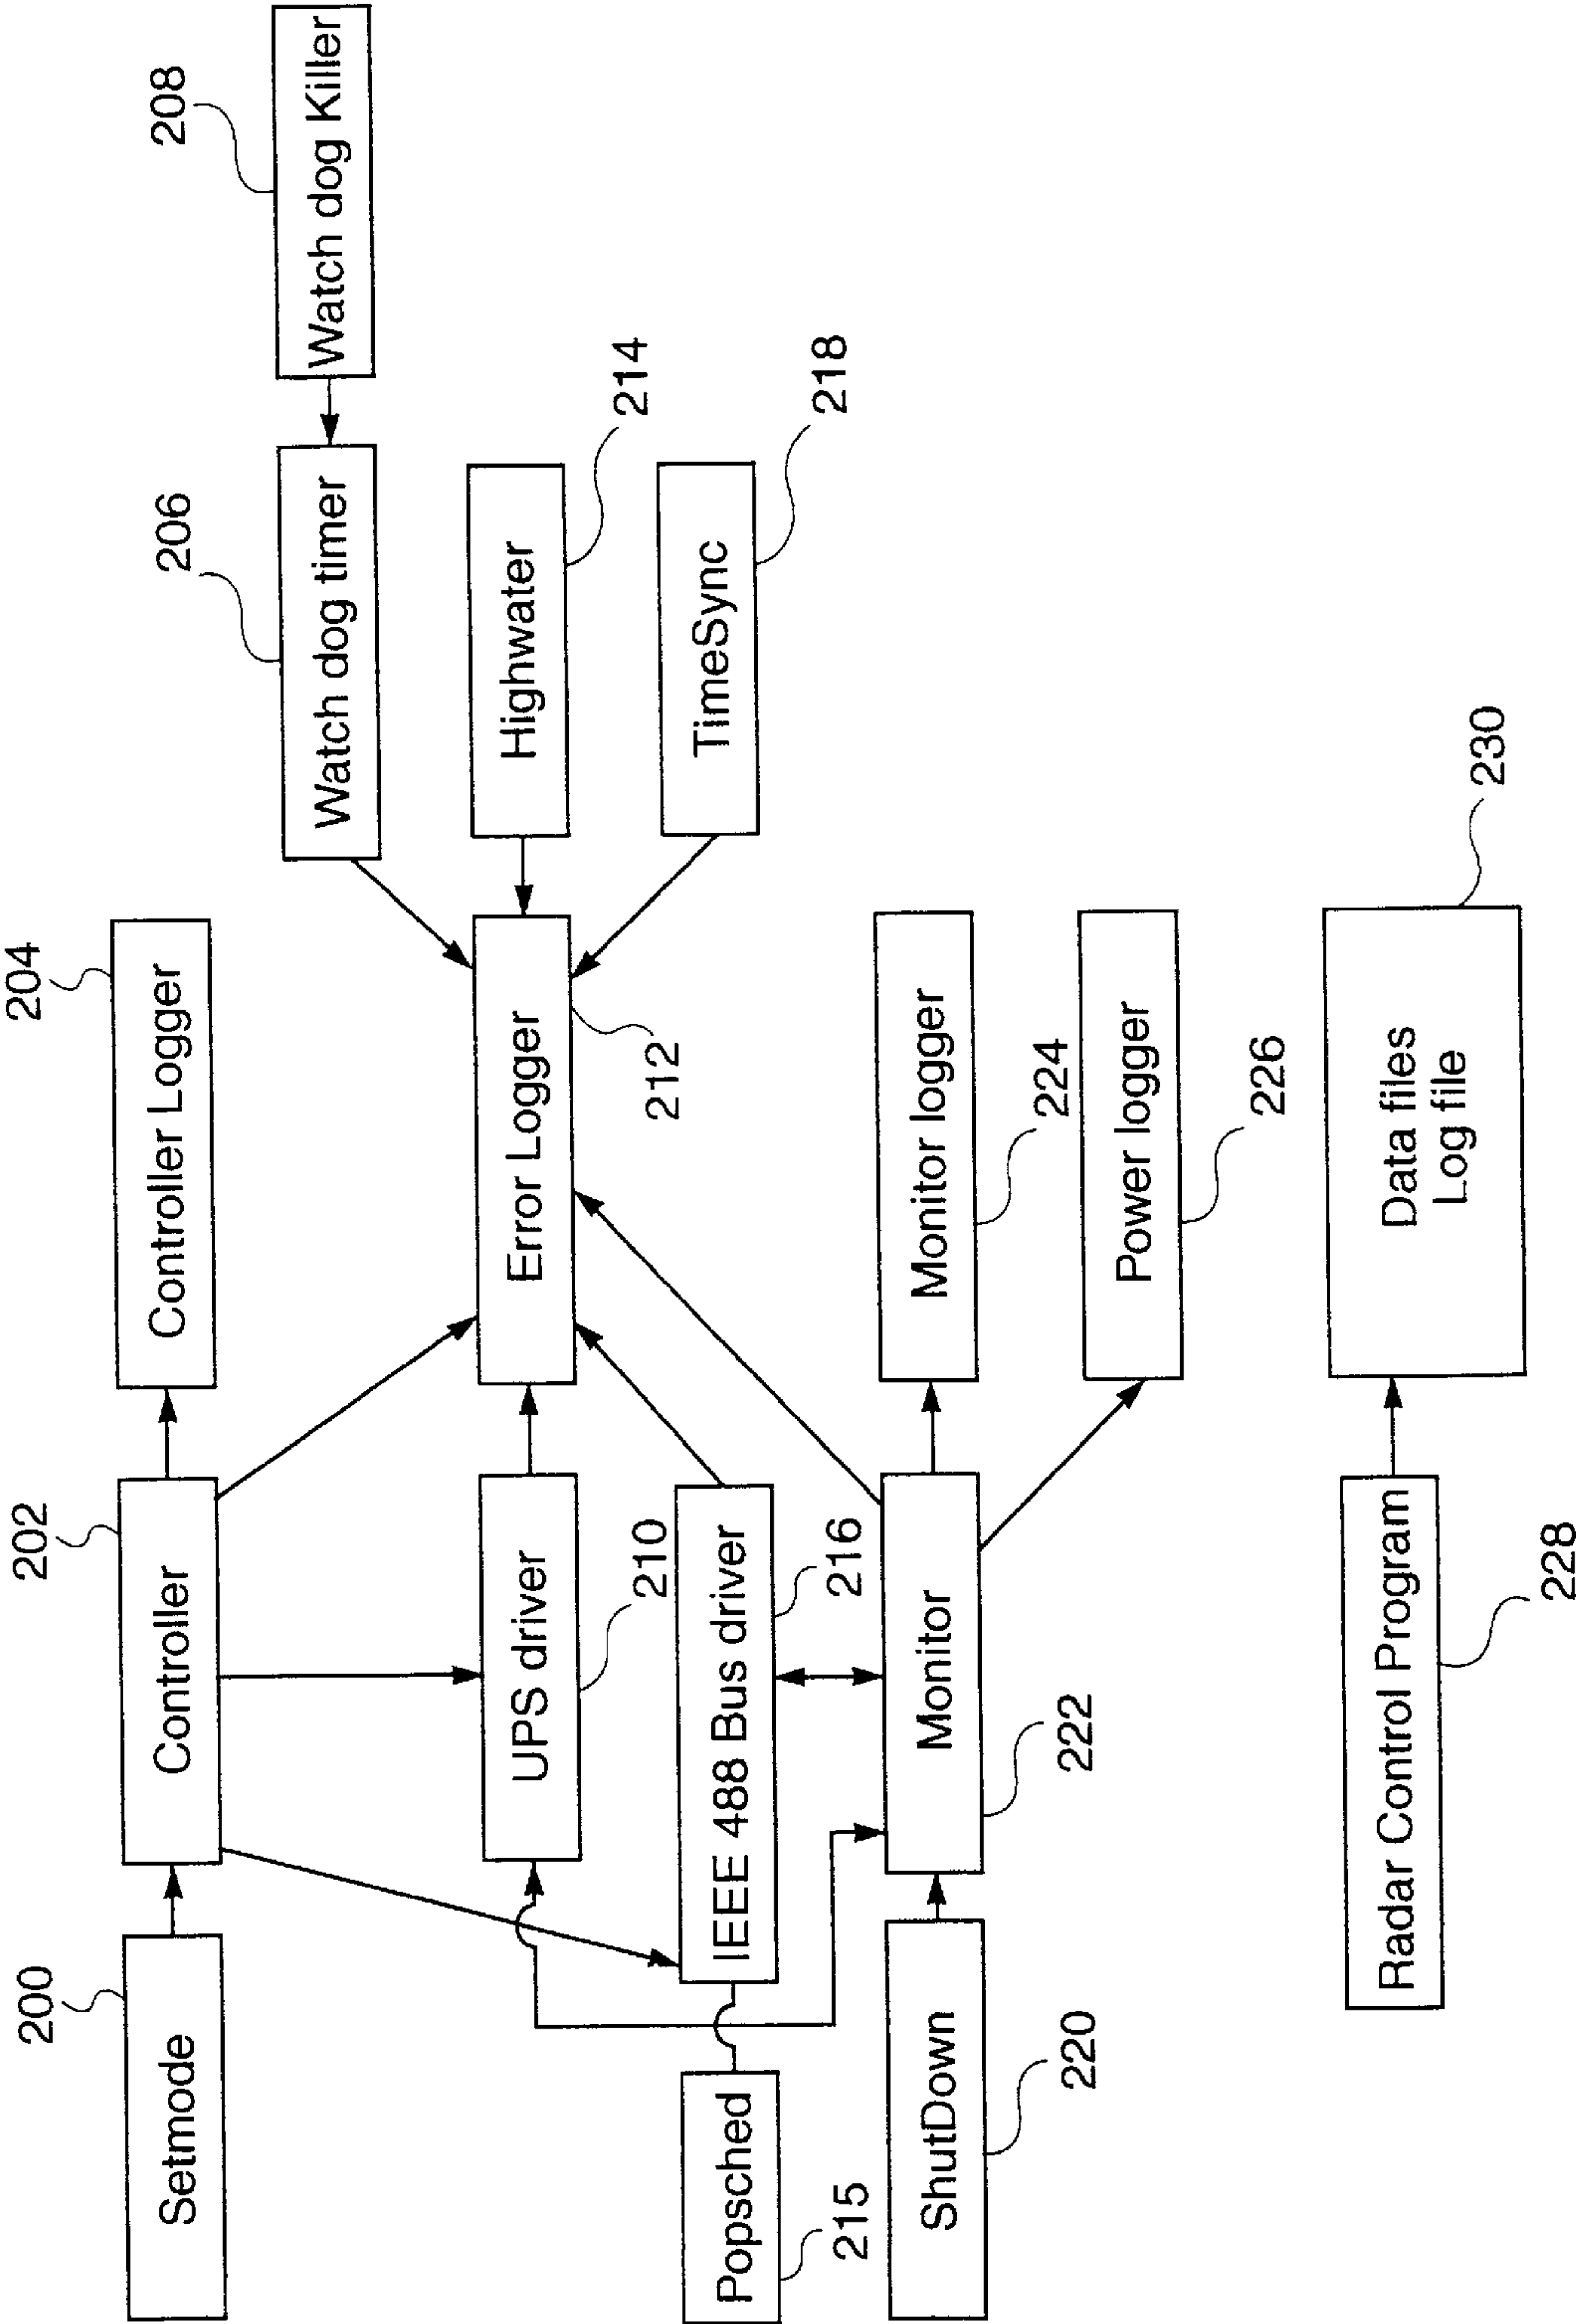 200
202
204
Setmode
Controller
Controller Logger
206
208
Watch dog timer
Watch dog Killer
UPS driver
210
Error Logger
212
Highwater
214
Popsched
215
IEEE 488 Bus driver
216
TimeSync
218
ShutDown
220
Monitor
222
Monitor logger
224
Power logger
226
Radar Control Program
228
Data files
Log file
230